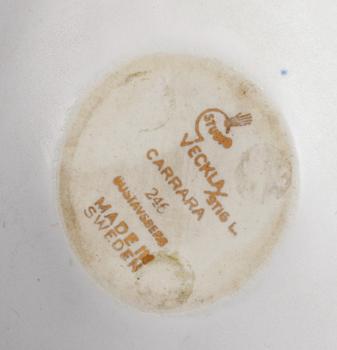 STUDIO
VECKLA/STIG L.
CARRARA
246
GUSTAVSBERG
MADE IN
SWEDEN